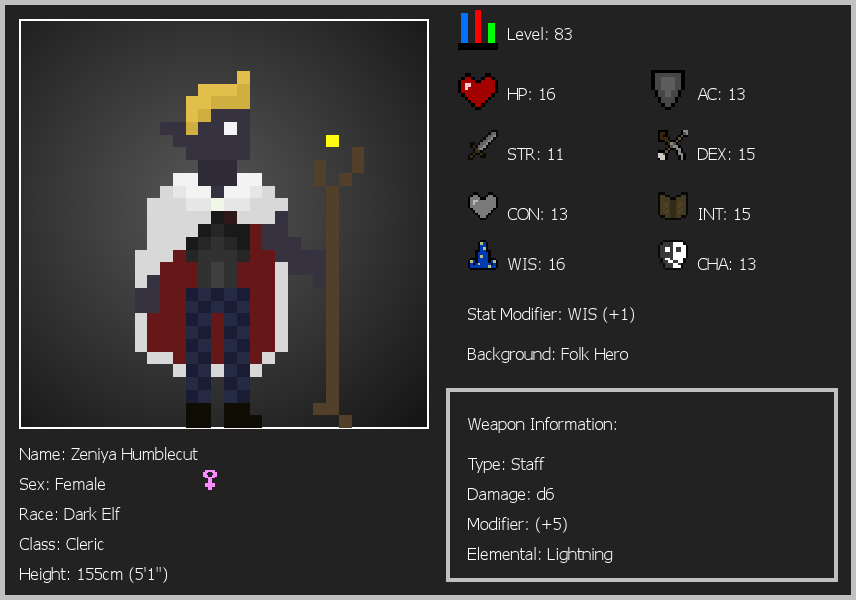 Level: 83
HP: 16
AC: 13
STR: 11
DEX: 15
CON: 13
INT: 15
WIS: 16
CHA: 13
Stat Modifier: WIS (+1)
Background: Folk Hero
Weapon Information:
Type: Staff
Damage: d6
Modifier: (+5)
Elemental: Lightning
Name: Zeniya Humblecut
Sex: Female
Race: Dark Elf
Class: Cleric
Height: 155cm (5'1")